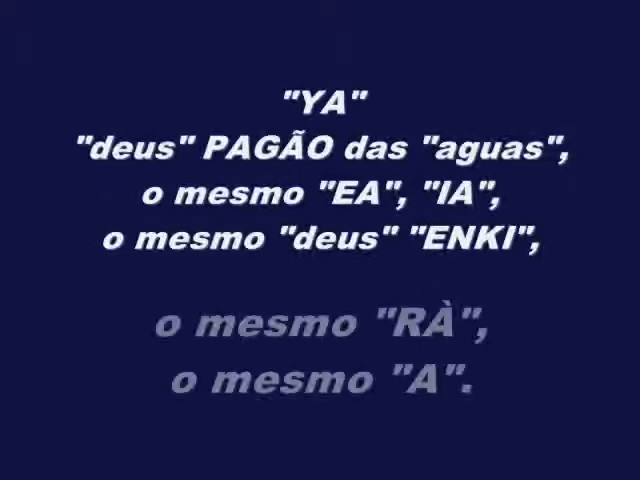 "YA"
"deus" PAGÃO das "aguas",
o mesmo "EA", "IA",
o mesmo "deus" "ENKI",
o mesmo "RÀ",
o mesmo "A".